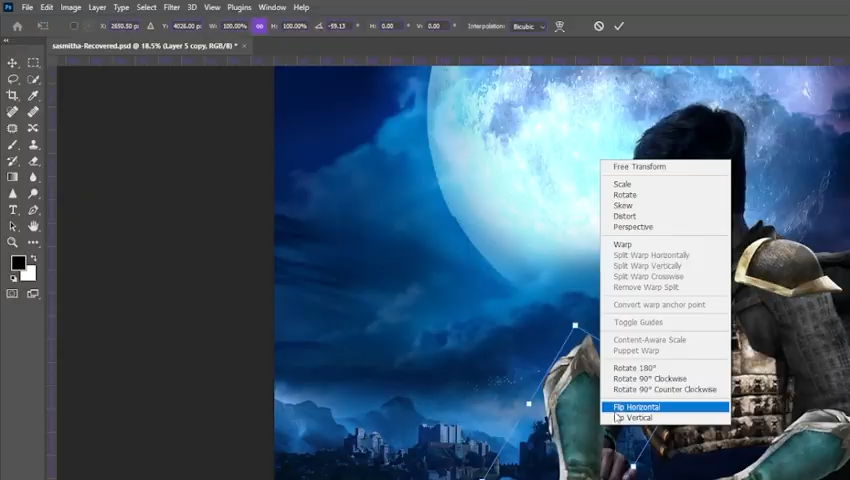 Ps File Edit Image Layer Type Select Filter 3D View Plugins Window Help
X: 2650.50 px Y: 4026.00 px W: 100.00% H: 100.00% -59.13 H: 0.00 V: 0.00 Interpolation: Bicubic
sasmitha-Recovered.psd @ 18.5% (Layer 5 copy, RGB/8) * ×
Free Transform
Scale
Rotate
Skew
Distort
Perspective
Warp
Split Warp Horizontally
Split Warp Vertically
Split Warp Crosswise
Remove Warp Split
Convert warp anchor point
Toggle Guides
Content-Aware Scale
Puppet Warp
Rotate 180°
Rotate 90° Clockwise
Rotate 90° Counter Clockwise
Flip Horizontal
Vertical